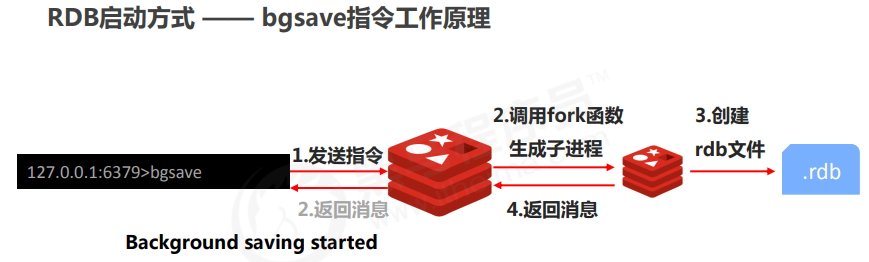 RDB启动方式 —— bgsave指令工作原理
2.调用fork函数
生成子进程
3.创建
rdb文件
1.发送指令
127.0.0.1:6379>bgsave
.rdb
2.返回消息
4.返回消息
Background saving started